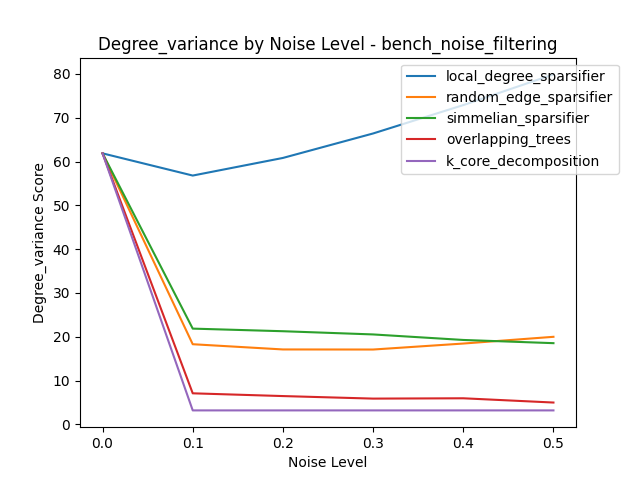 Degree_variance by Noise Level - bench_noise_filtering
local_degree_sparsifier
random_edge_sparsifier
simmelian_sparsifier
overlapping_trees
k_core_decomposition
Degree_variance Score
80
70
60
50
40
30
20
10
0
0.0 0.1 0.2 0.3 0.4 0.5
Noise Level